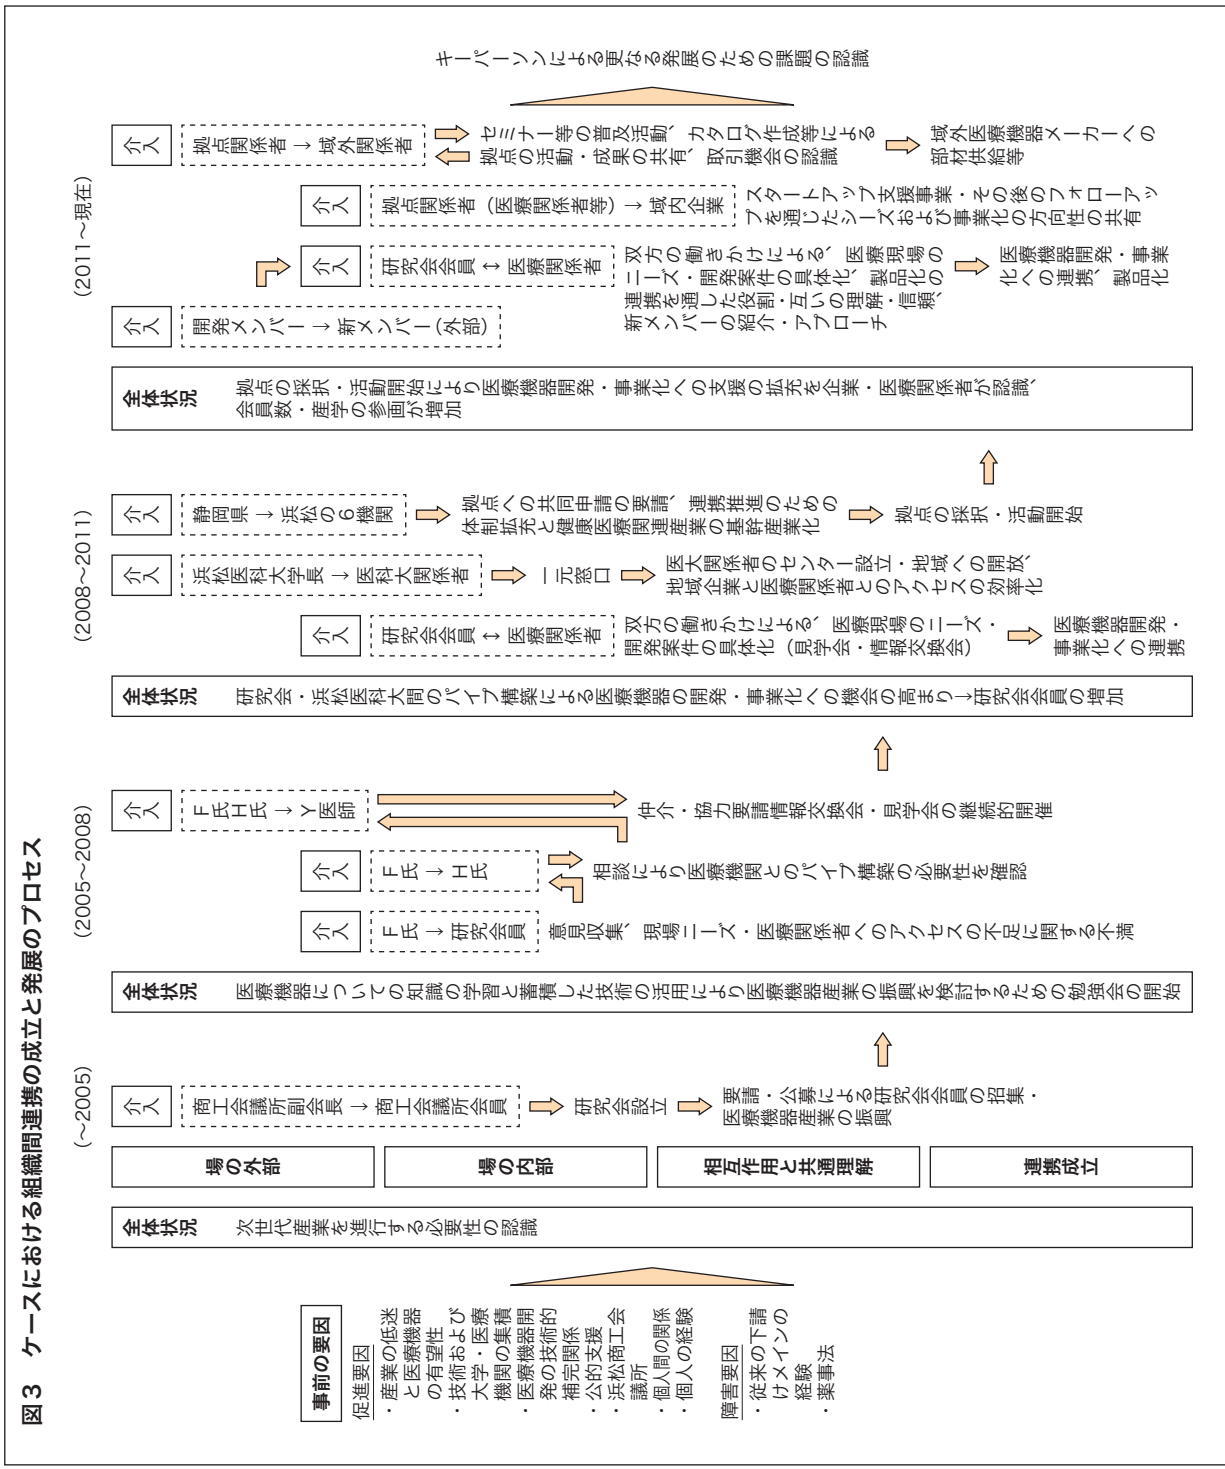 図3 ケースにおける組織間連携の成立と発展のプロセス
事前の要因
促進要因
・産業の低迷
と医療機器
の有望性
・技術および
大学・医療
機関の集積
・医療機器開
発の技術的
補完関係
・公的支援
・浜松商工会
議所
・個人間の関係
・個人の経験
障害要因
・従来の下請
けメインの
経験
・薬事法
全体状況
次世代産業を進行する必要性の認識
場の外部
場の内部
相互作用と共通理解
連携成立
(〜2005)
介入
商工会議所副会長→商工会議所会員
研究会設立
要請・公募による研究会会員の招集・
医療機器産業の振興
全体状況
医療機器についての知識の学習と蓄積した技術の活用により医療機器産業の振興を検討するための勉強会の開始
(2005〜2008)
介入
F氏→研究会員
意見収集、現場ニーズ・医療関係者へのアクセスの不足に関する不満
介入
F氏→H氏
相談により医療機関とのパイプ構築の必要性を確認
介入
F氏H氏→Y医師
仲介・協力要請情報交換会・見学会の継続的開催
全体状況
研究会・浜松医科大間のパイプ構築による医療機器の開発・事業化への機会の高まり→研究会会員の増加
(2008〜2011)
介入
研究会会員↔医療関係者
双方の働きかけによる、医療現場のニーズ・
開発案件の具体化（見学会・情報交換会）
医療機器開発・
事業化への連携
介入
浜松医科大学長→医科大関係者
一元窓口
医大関係者のセンター設立・地域への開放、
地域企業と医療関係者とのアクセスの効率化
介入
静岡県→浜松の6機関
拠点への共同申請の要請、連携推進のための
体制拡充と健康医療関連産業の基幹産業化
拠点の採択・活動開始
全体状況
拠点の採択・活動開始により医療機器開発・事業化への支援の拡充を企業・医療関係者が認識、
会員数・産学の参画が増加
(2011〜現在)
介入
開発メンバー→新メンバー(外部)
介入
研究会会員↔医療関係者
双方の働きかけによる、医療現場の
ニーズ・開発案件の具体化、製品化の
連携を通した役割・互いの理解・信頼、
新メンバーの紹介・アプローチ
医療機器開発・事業
化への連携、製品化
介入
拠点関係者（医療関係者等）→域内企業
スタートアップ支援事業・その後のフォローアッ
プを通じたシーズおよび事業化の方向性の共有
介入
拠点関係者→域外関係者
セミナー等の普及活動、カタログ作成等による
拠点の活動・成果の共有、取引機会の認識
域外医療機器メーカーへの
部材供給等
キーパーソンによる更なる発展のための課題の認識